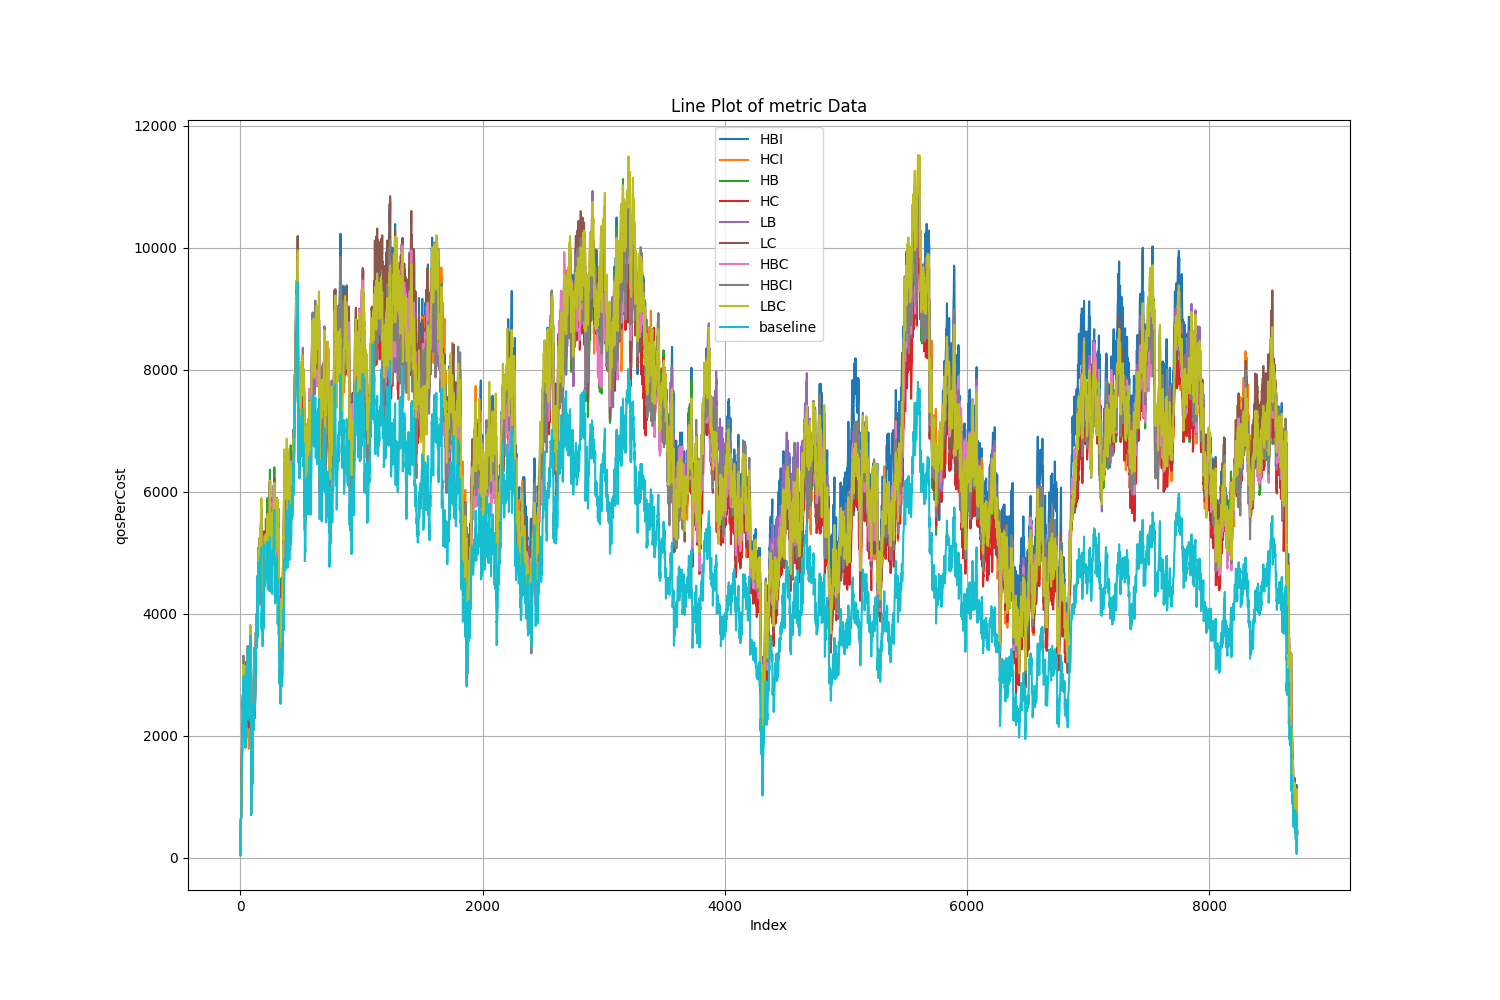 Line Plot of metric Data
12000
10000
8000
6000
4000
2000
0
qosPerCost
HBI
HCI
HB
HC
LB
LC
HBC
HBCI
LBC
baseline
0 2000 4000 6000 8000
Index